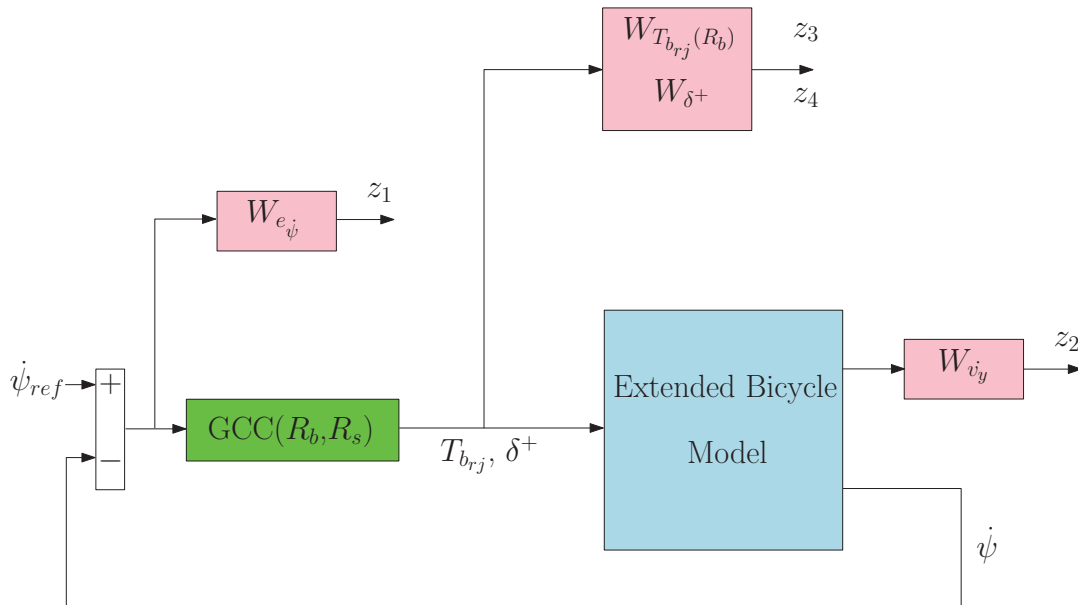 W_{T_{b_{rj}}(R_b)}
W_{δ^+}
z_3
z_4
W_{e_{\dot{ψ}}}
z_1
\dot{ψ}_{ref}
+
−
GCC(R_b,R_s)
T_{b_{rj}}, δ^+
Extended Bicycle
Model
W_{\dot{v_y}}
z_2
\dot{ψ}